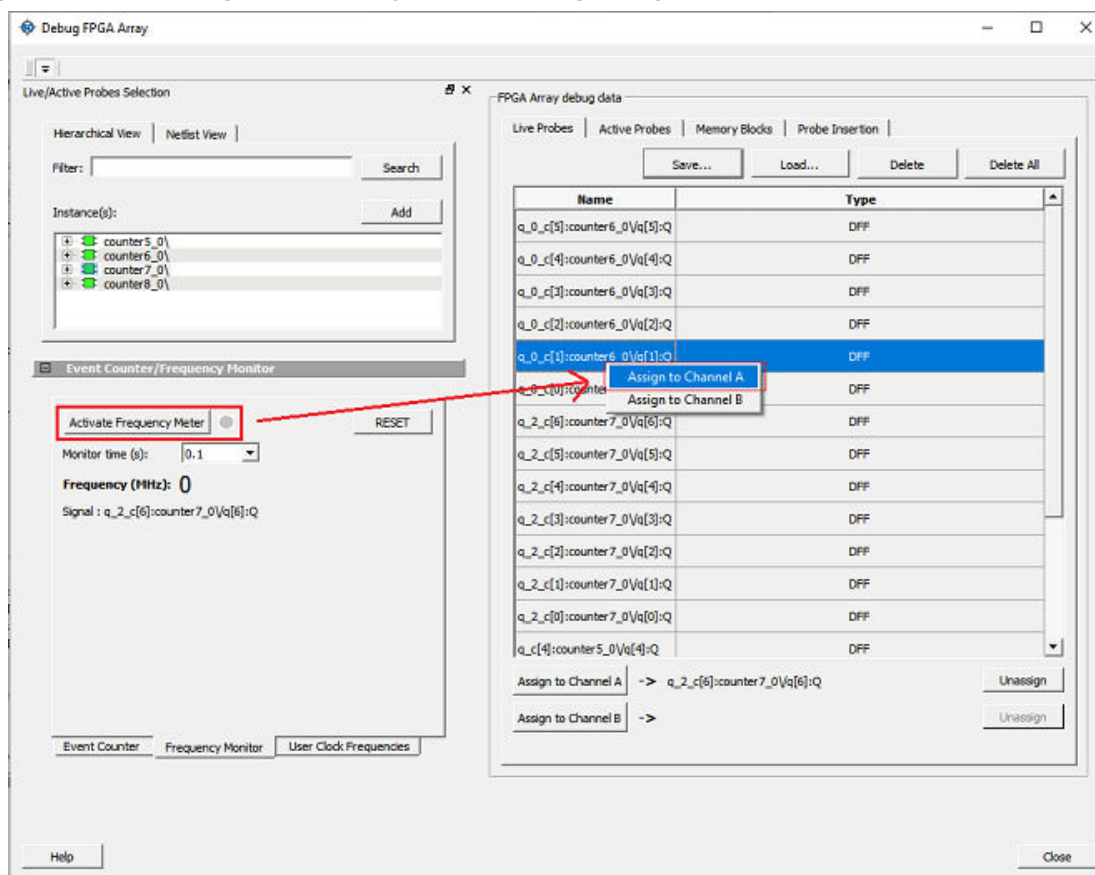 Debug FPGA Array
Live/Active Probes Selection
Hierarchical View Netlist View
Filter: Search
Instance(s): Add
counter5_0\
counter6_0\
counter7_0\
counter8_0\
Event Counter/Frequency Monitor
Activate Frequency Meter RESET
Monitor time (s): 0.1
Frequency (MHz): 0
Signal : q_2_c[6]:counter7_0\/q[6]:Q
Event Counter Frequency Monitor User Clock Frequencies
FPGA Array debug data
Live Probes Active Probes Memory Blocks Probe Insertion
Save... Load... Delete Delete All
Name Type
q_0_c[5]:counter6_0\/q[5]:Q DFF
q_0_c[4]:counter6_0\/q[4]:Q DFF
q_0_c[3]:counter6_0\/q[3]:Q DFF
q_0_c[2]:counter6_0\/q[2]:Q DFF
q_0_c[1]:counter6_0\/q[1]:Q DFF
Assign to Channel A
q_0_c[0]:counte DFF
Assign to Channel B
q_2_c[6]:counter7_0\/q[6]:Q DFF
q_2_c[5]:counter7_0\/q[5]:Q DFF
q_2_c[4]:counter7_0\/q[4]:Q DFF
q_2_c[3]:counter7_0\/q[3]:Q DFF
q_2_c[2]:counter7_0\/q[2]:Q DFF
q_2_c[1]:counter7_0\/q[1]:Q DFF
q_2_c[0]:counter7_0\/q[0]:Q DFF
q_c[4]:counter5_0\/q[4]:Q DFF
Assign to Channel A -> q_2_c[6]:counter7_0\/q[6]:Q Unassign
Assign to Channel B -> Unassign
Help Close